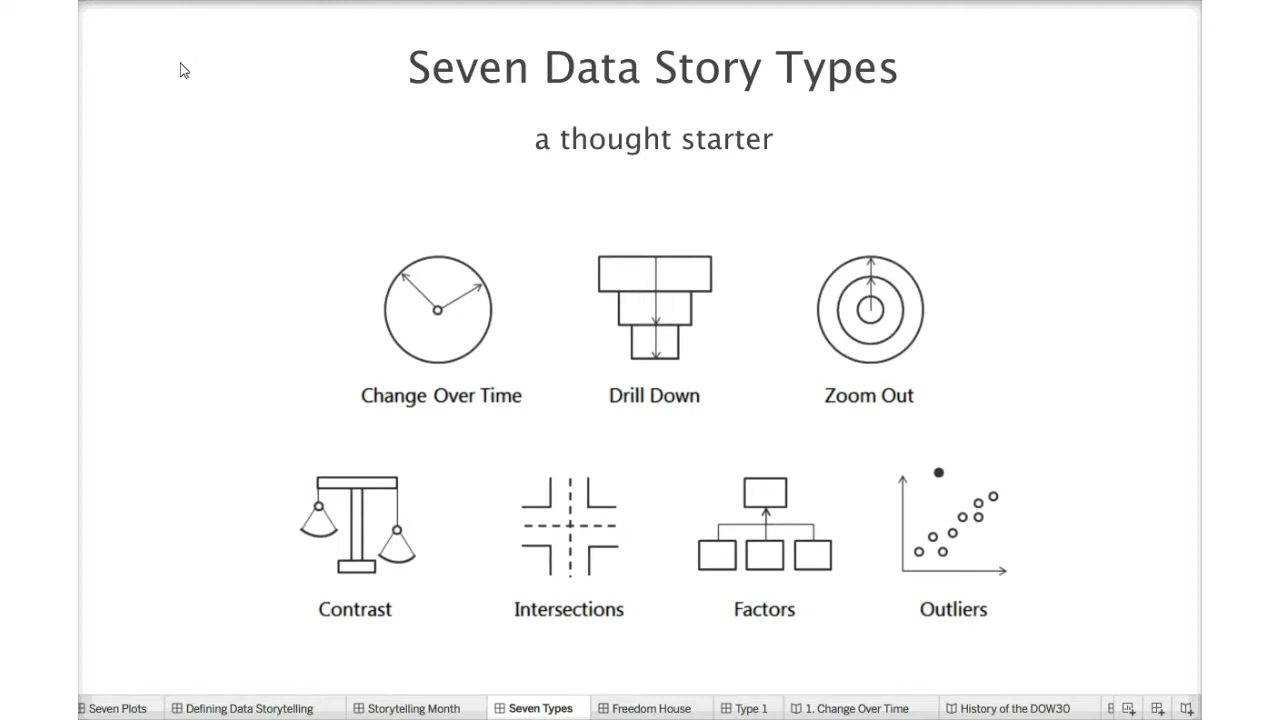 Seven Data Story Types
a thought starter
Change Over Time
Drill Down
Zoom Out
Contrast
Intersections
Factors
Outliers
Seven Plots
Defining Data Storytelling
Storytelling Month
Seven Types
Freedom House
Type 1
1. Change Over Time
History of the DOW30